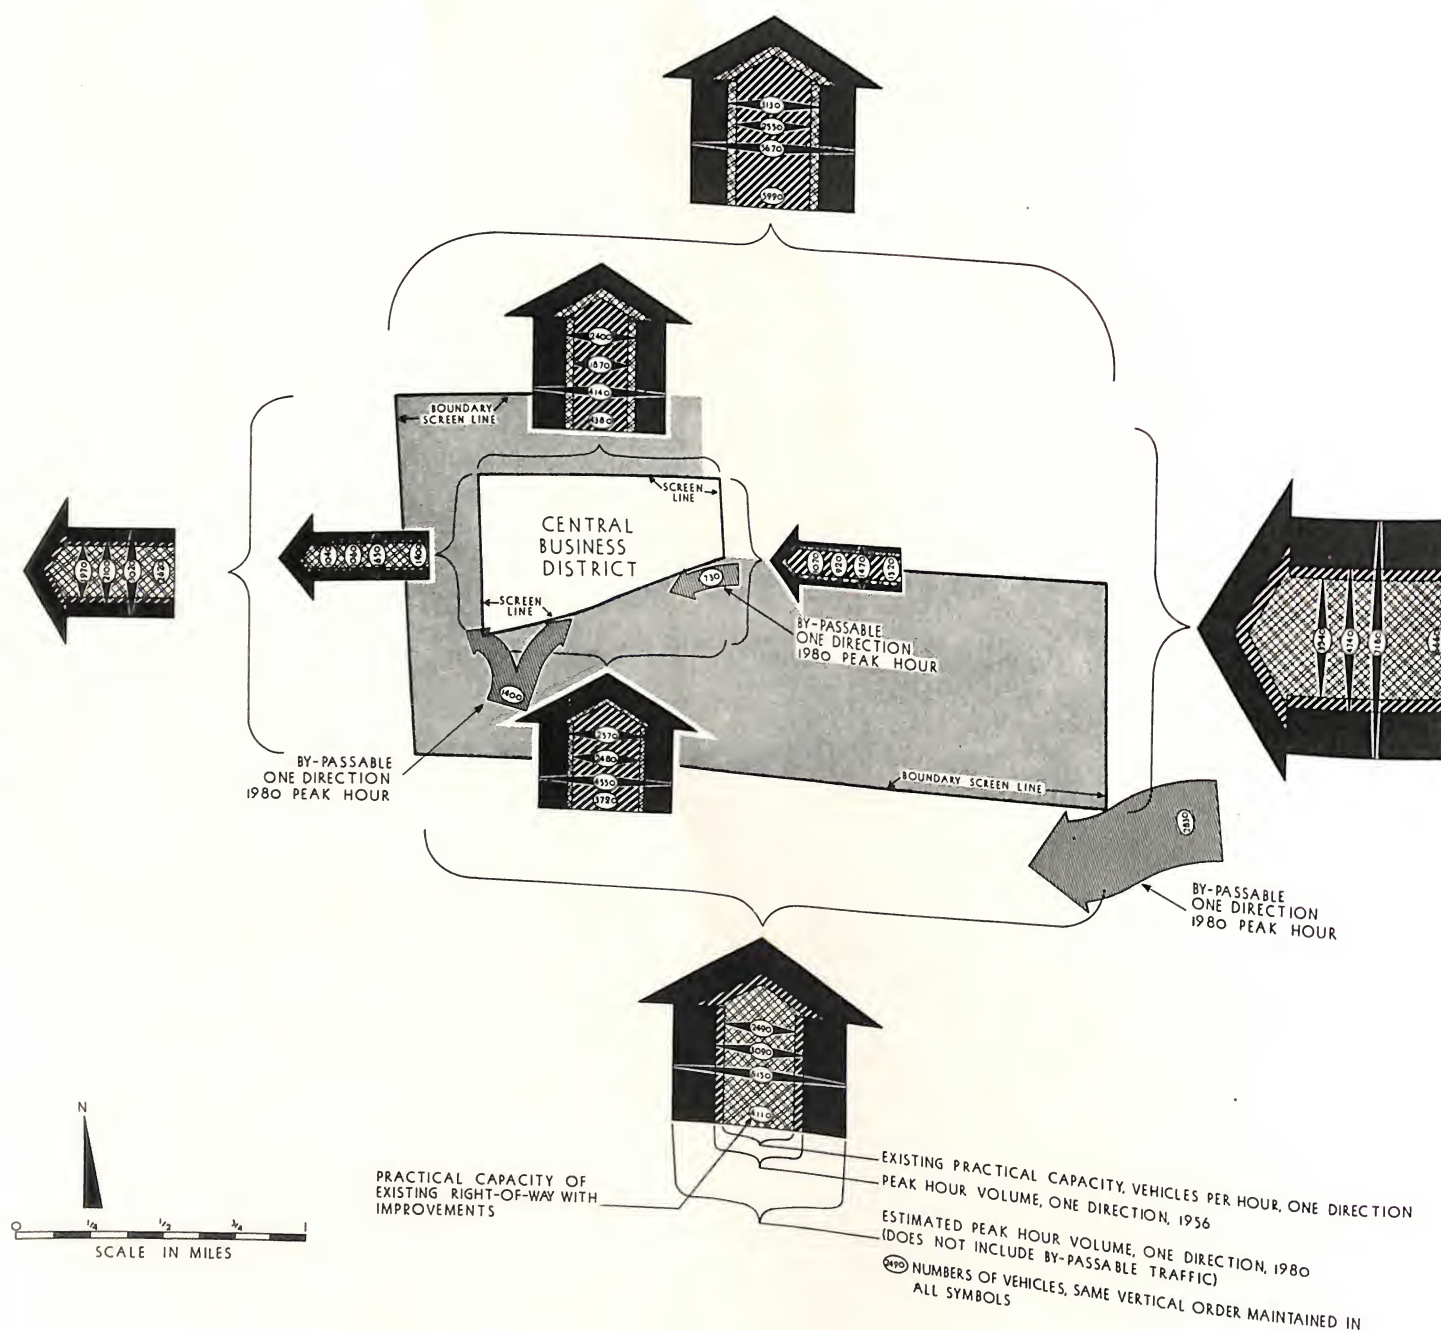 3130
2550
5670
5990
2400
1870
4140
4380
BOUNDARY
SCREEN LINE
SCREEN
LINE
CENTRAL
BUSINESS
DISTRICT
SCREEN
LINE
730
1400
BY-PASSABLE
ONE DIRECTION
1980 PEAK HOUR
BY-PASSABLE
ONE DIRECTION
1980 PEAK HOUR
2570
2480
4550
3720
BOUNDARY SCREEN LINE
2830
BY-PASSABLE
ONE DIRECTION
1980 PEAK HOUR
2490
3090
6130
4110
PRACTICAL CAPACITY OF
EXISTING RIGHT-OF-WAY WITH
IMPROVEMENTS
EXISTING PRACTICAL CAPACITY, VEHICLES PER HOUR, ONE DIRECTION
PEAK HOUR VOLUME, ONE DIRECTION, 1956
ESTIMATED PEAK HOUR VOLUME, ONE DIRECTION, 1980
(DOES NOT INCLUDE BY-PASSABLE TRAFFIC)
2490 NUMBERS OF VEHICLES, SAME VERTICAL ORDER MAINTAINED IN
ALL SYMBOLS
N
0 1/4 1/2 3/4 1
SCALE IN MILES